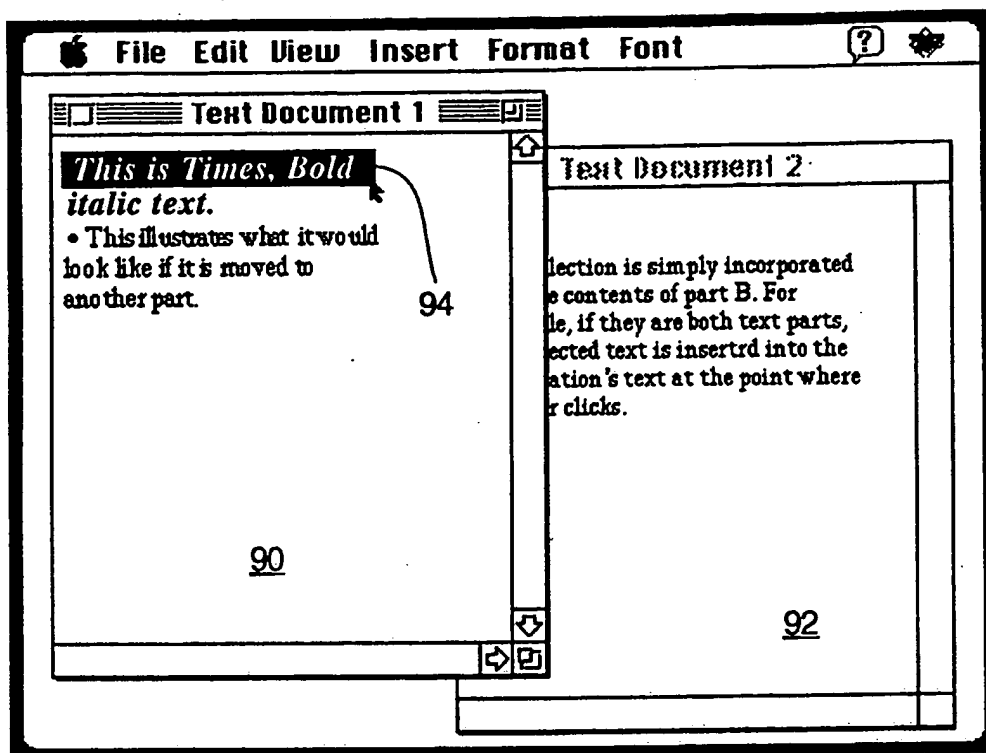 File Edit View Insert Format Font ?
Text Document 1
This is Times, Bold
italic text.
• This illustrates what it would
look like if it is moved to
another part.
94
90
Text Document 2
lection is simply incorporated
e contents of part B. For
le, if they are both text parts,
ected text is insertrd into the
ation's text at the point where
r clicks.
92